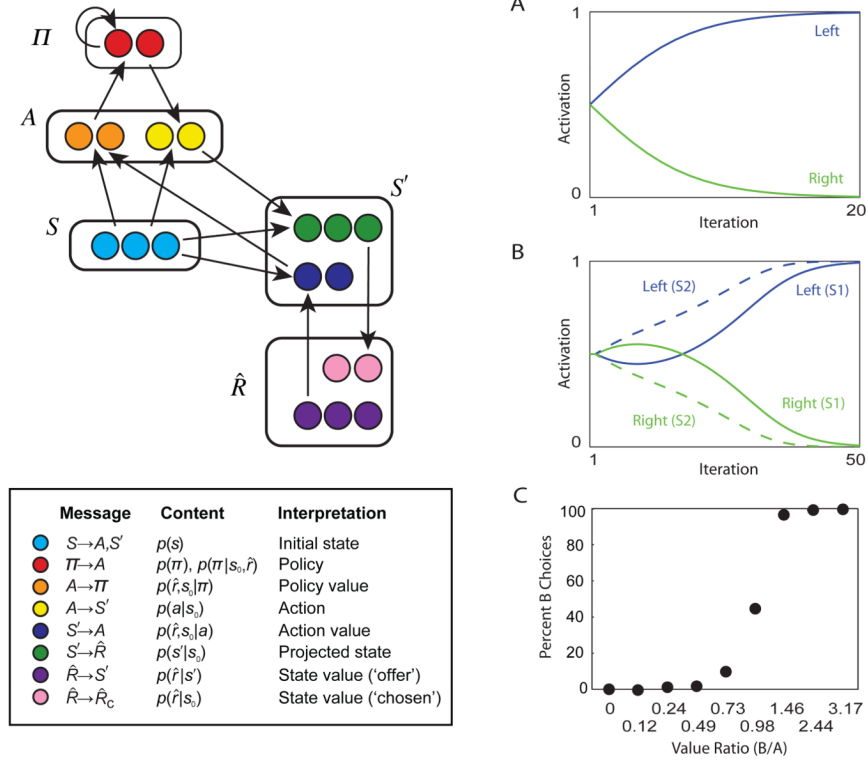 Π
A
S
S′
R̂
Message Content Interpretation
S→A,S′ p(s) Initial state
π→A p(π), p(π|s₀,r̂) Policy
A→π p(r̂,s₀|π) Policy value
A→S′ p(a|s₀) Action
S′→A p(r̂,s₀|a) Action value
S′→R̂ p(s′|s₀) Projected state
R̂→S′ p(r̂|s′) State value (‘offer’)
R̂→R̂c p(r̂|s₀) State value (‘chosen’)
A
1
Activation
0
Left
Right
1 20
Iteration
B
1
Activation
0
Left (S2)
Left (S1)
Right (S1)
Right (S2)
1 50
Iteration
C
Percent B Choices
100
80
60
40
20
0
0 0.24 0.73 1.46 3.17
0.12 0.49 0.98 2.44
Value Ratio (B/A)